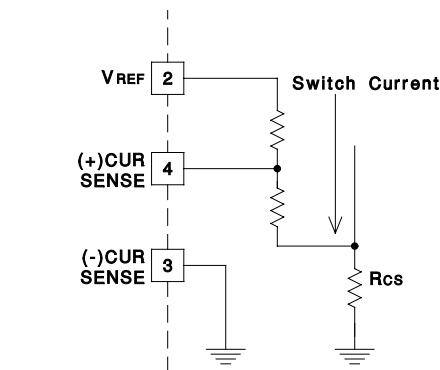 VREF 2
Switch Current
(+)CUR
SENSE 4
(-)CUR
SENSE 3
RCS